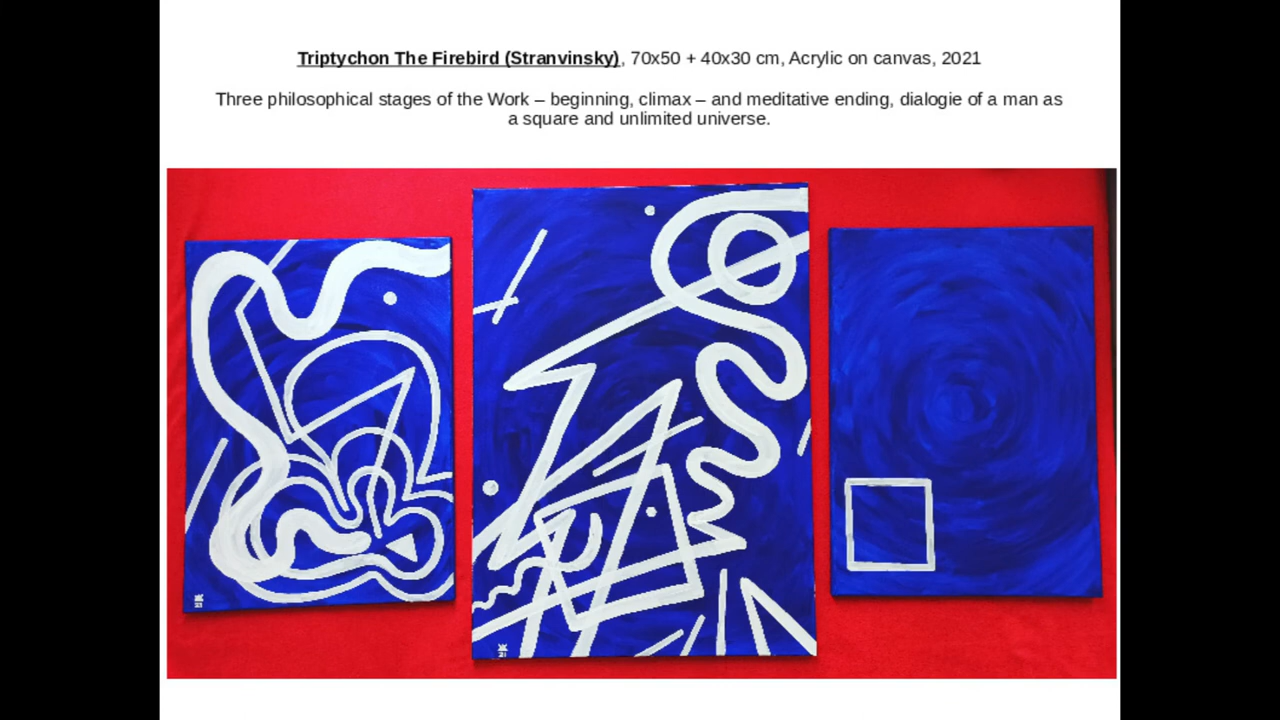 Triptychon The Firebird (Stranvinsky), 70x50 + 40x30 cm, Acrylic on canvas, 2021
Three philosophical stages of the Work – beginning, climax – and meditative ending, dialogie of a man as
a square and unlimited universe.